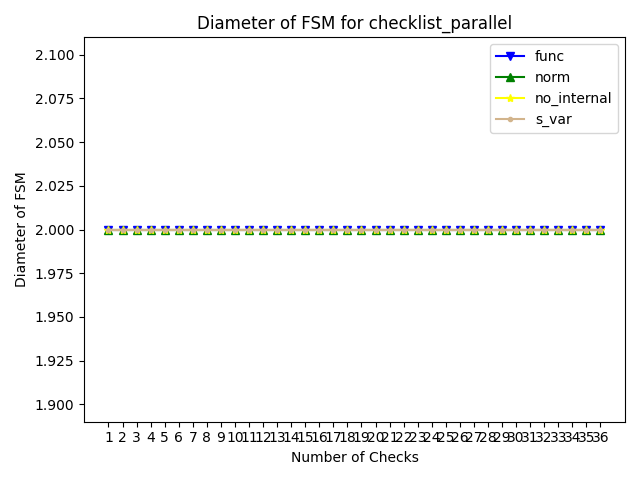 Diameter of FSM for checklist_parallel
func
norm
no_internal
s_var
2.100
2.075
2.050
2.025
2.000
1.975
1.950
1.925
1.900
Diameter of FSM
1 2 3 4 5 6 7 8 9 10 11 12 13 14 15 16 17 18 19 20 21 22 23 24 25 26 27 28 29 30 31 32 33 34 35 36
Number of Checks